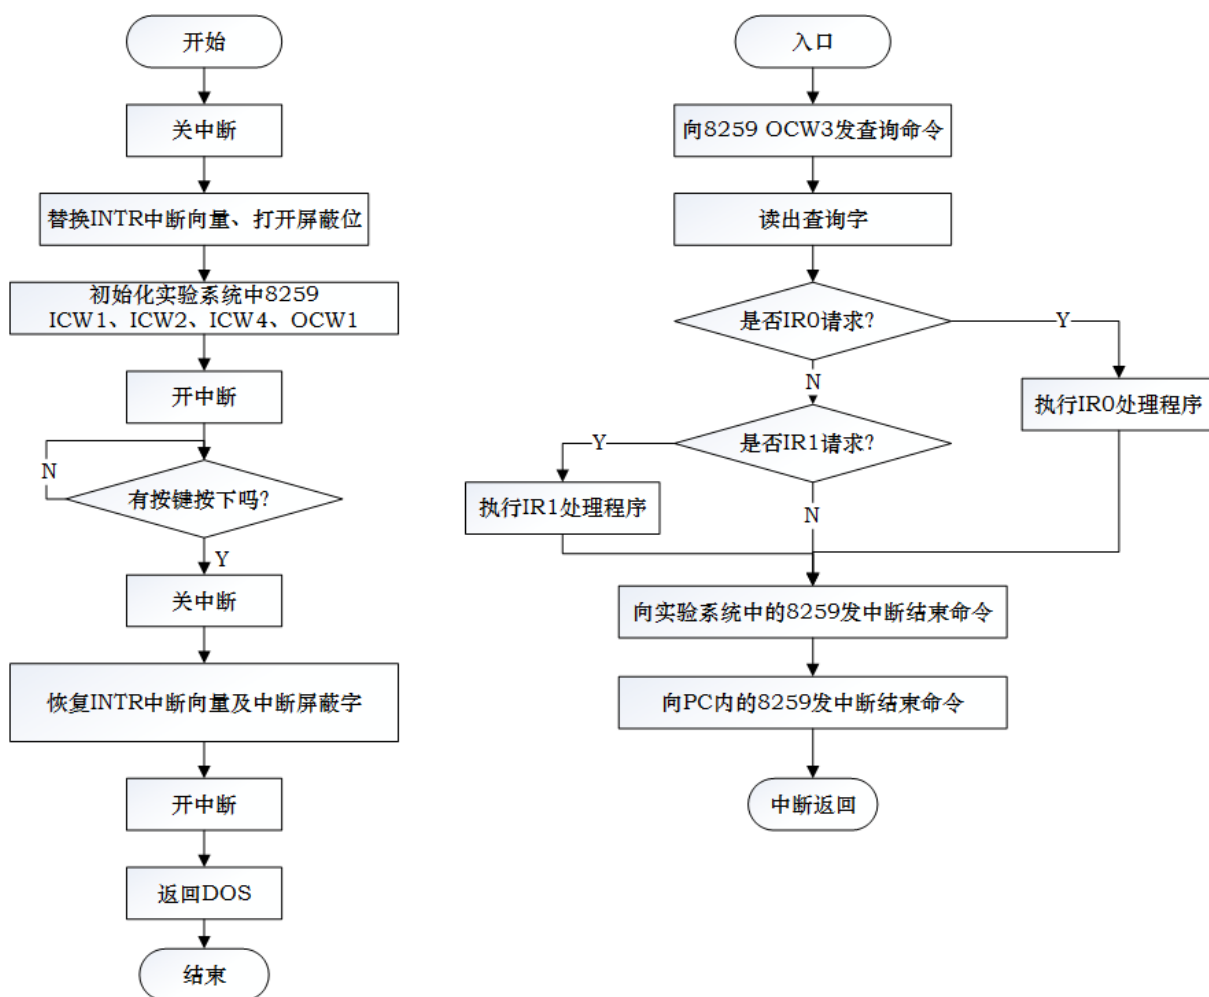 开始
关中断
替换INTR中断向量、打开屏蔽位
初始化实验系统中8259
ICW1、ICW2、ICW4、OCW1
开中断
N
有按键按下吗?
Y
关中断
恢复INTR中断向量及中断屏蔽字
开中断
返回DOS
结束
入口
向8259 OCW3发查询命令
读出查询字
是否IR0请求?
Y
N
执行IR0处理程序
是否IR1请求?
Y
执行IR1处理程序
N
向实验系统中的8259发中断结束命令
向PC内的8259发中断结束命令
中断返回